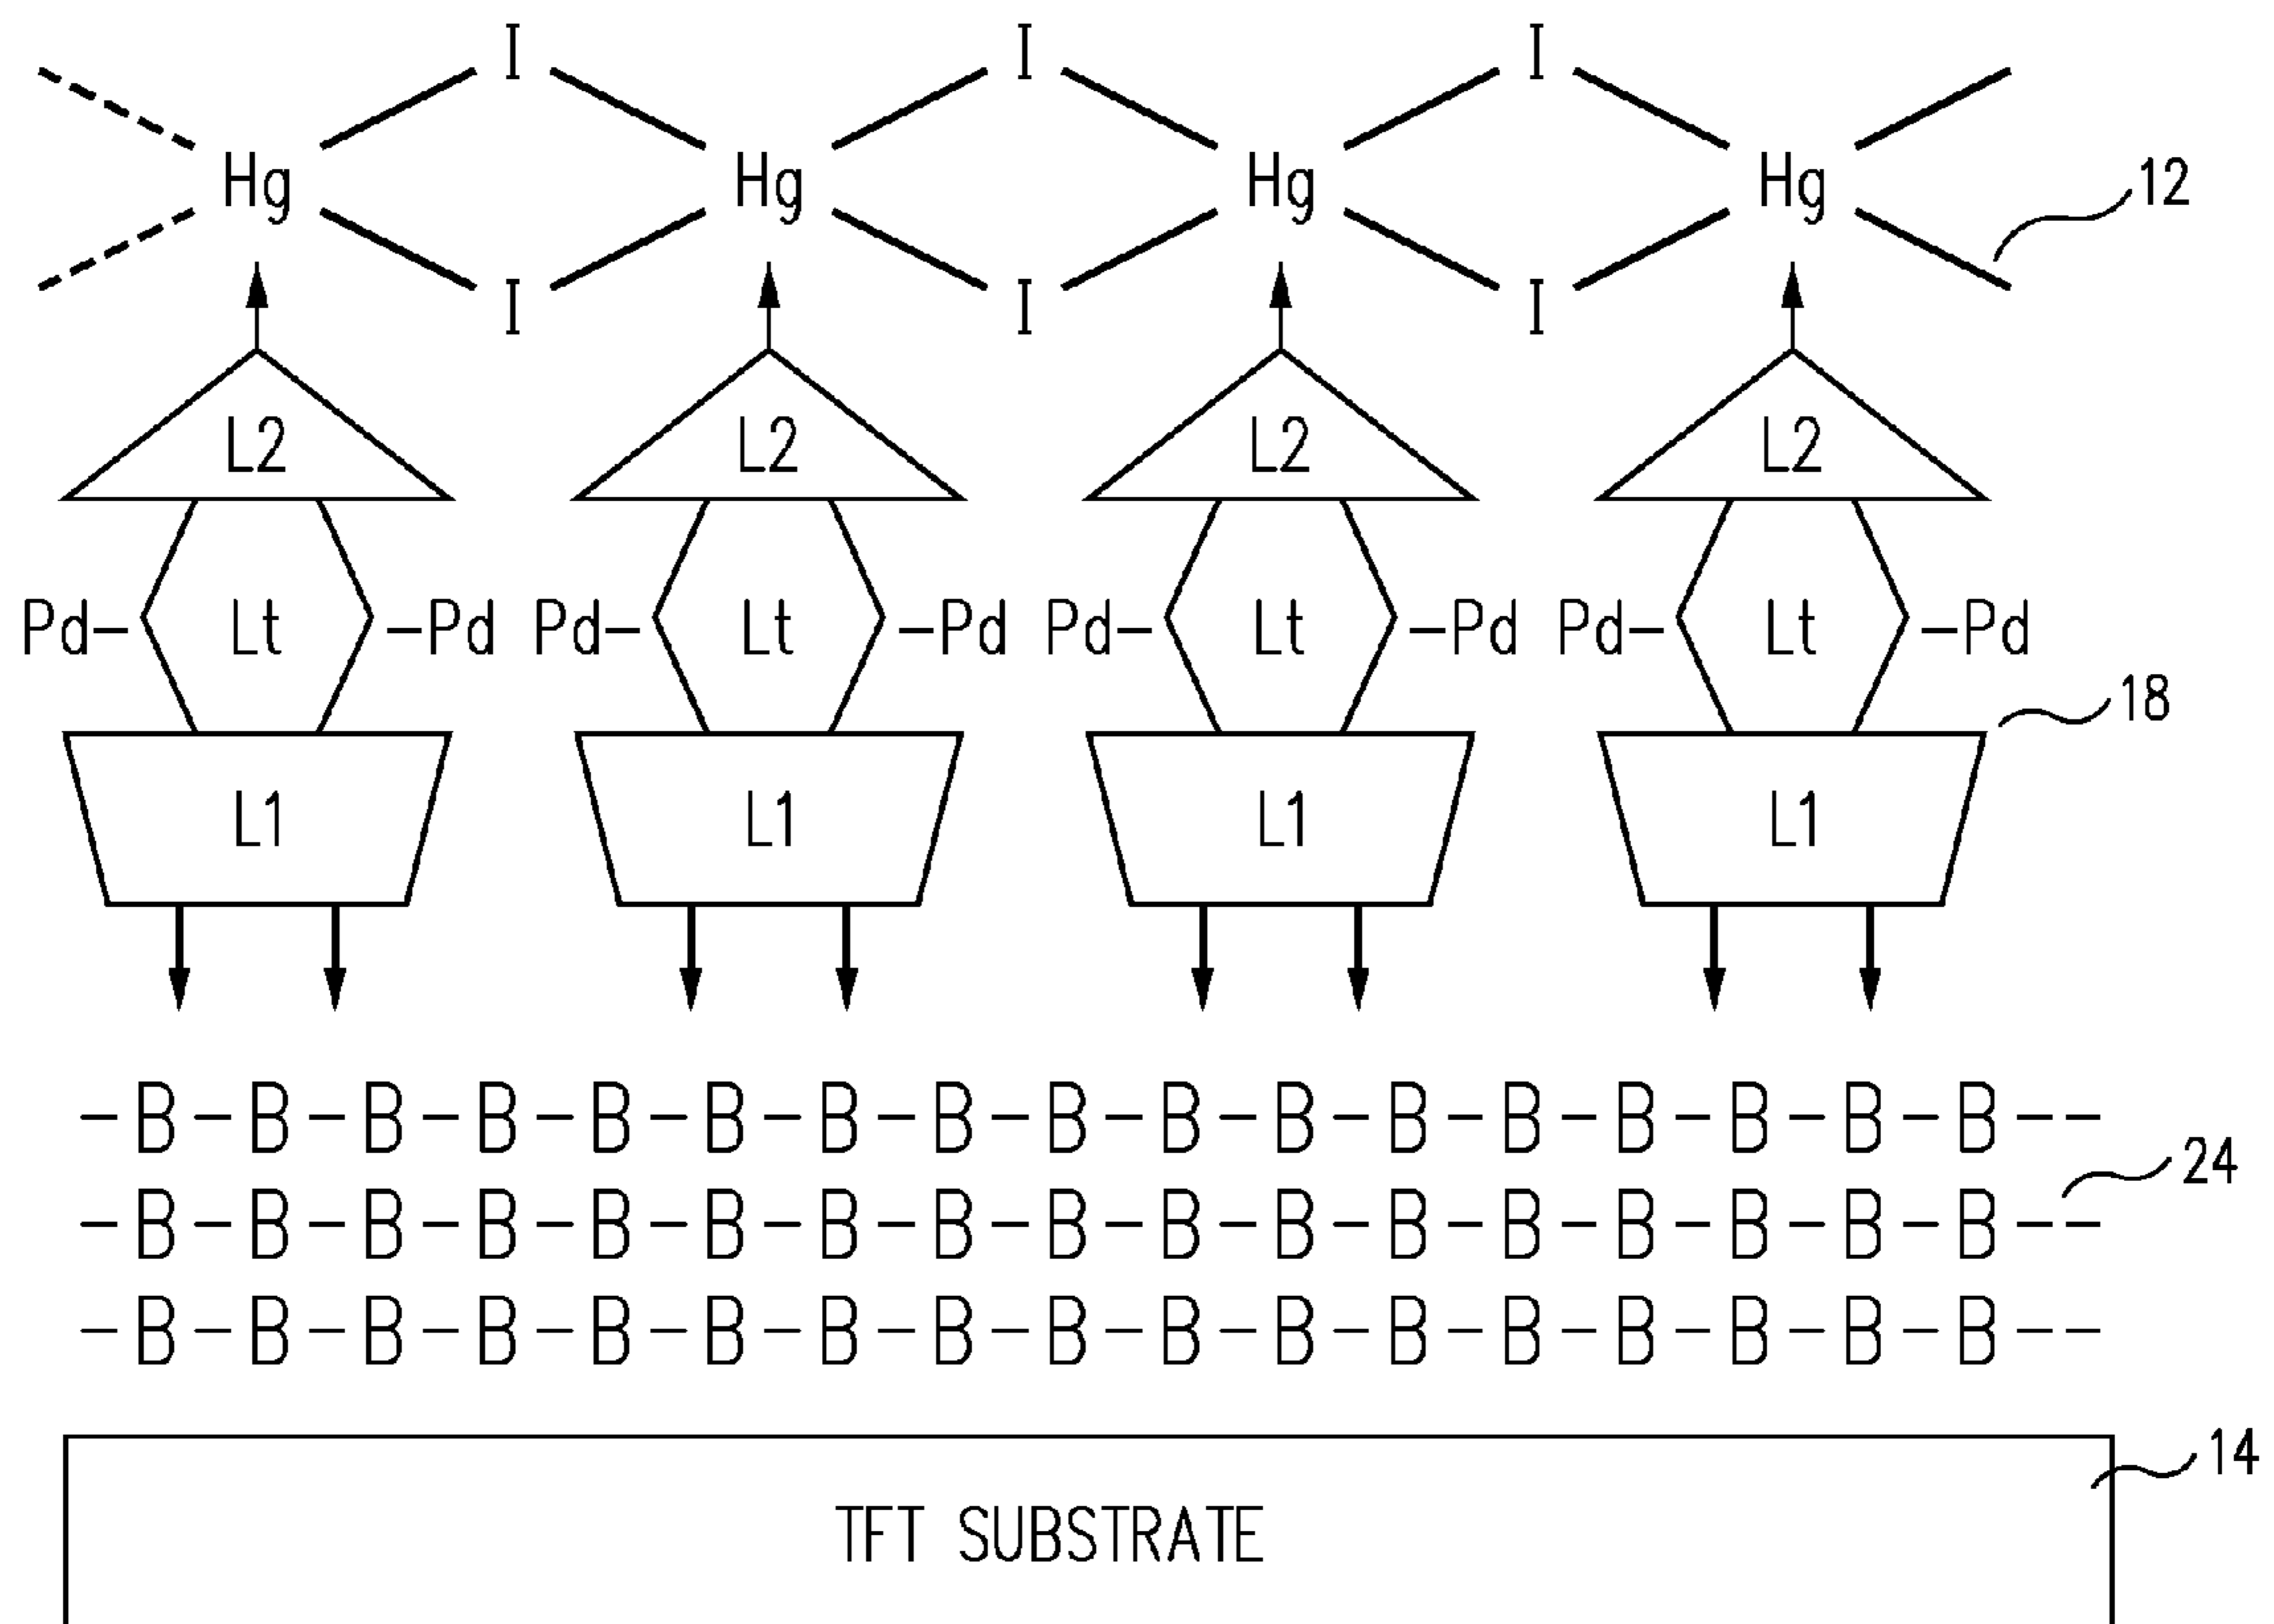 I I I
Hg Hg Hg Hg 12
I I I
L2 L2 L2 L2
Pd- Lt -Pd Pd- Lt -Pd Pd- Lt -Pd Pd- Lt -Pd
18
L1 L1 L1 L1
-B-B-B-B-B-B-B-B-B-B-B-B-B-B-B-B-B--
24
-B-B-B-B-B-B-B-B-B-B-B-B-B-B-B-B-B--
-B-B-B-B-B-B-B-B-B-B-B-B-B-B-B-B-B--
14
TFT SUBSTRATE